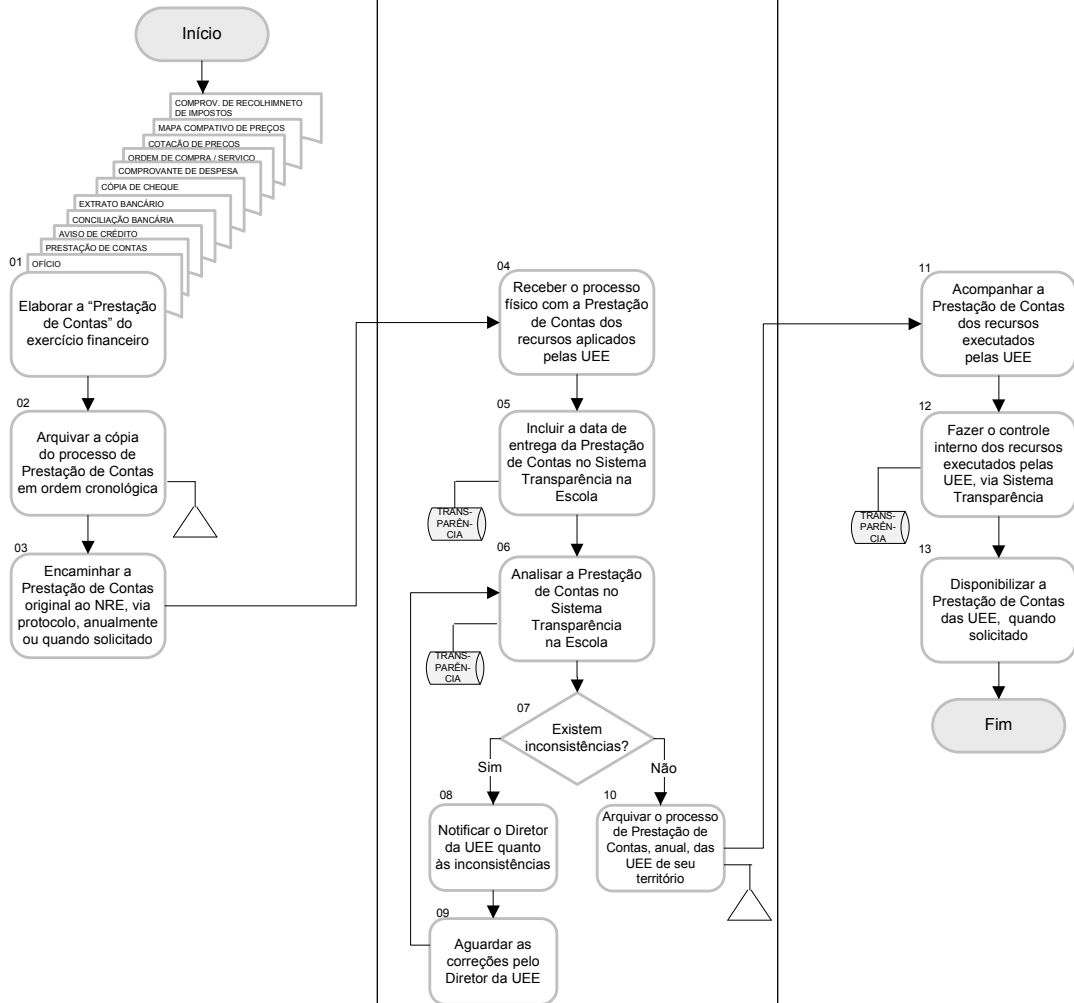 Início
COMPROV. DE RECOLHIMNETO
DE IMPOSTOS
MAPA COMPATIVO DE PREÇOS
COTAÇÃO DE PREÇOS
ORDEM DE COMPRA / SERVIÇO
COMPROVANTE DE DESPESA
CÓPIA DE CHEQUE
EXTRATO BANCÁRIO
CONCILIAÇÃO BANCÁRIA
AVISO DE CRÉDITO
PRESTAÇÃO DE CONTAS
OFÍCIO
01
Elaborar a “Prestação
de Contas” do
exercício financeiro
02
Arquivar a cópia
do processo de
Prestação de Contas
em ordem cronológica
03
Encaminhar a
Prestação de Contas
original ao NRE, via
protocolo, anualmente
ou quando solicitado
04
Receber o processo
físico com a Prestação
de Contas dos
recursos aplicados
pelas UEE
05
Incluir a data de
entrega da Prestação
de Contas no Sistema
Transparência na
Escola
TRANS-
PARÊN-
CIA
06
Analisar a Prestação
de Contas no
Sistema
Transparência
na Escola
TRANS-
PARÊN-
CIA
07
Existem
inconsistências?
Sim
Não
08
Notificar o Diretor
da UEE quanto
às inconsistências
09
Aguardar as
correções pelo
Diretor da UEE
10
Arquivar o processo
de Prestação de
Contas, anual, das
UEE de seu
território
11
Acompanhar a
Prestação de Contas
dos recursos
executados
pelas UEE
12
Fazer o controle
interno dos recursos
executados pelas
UEE, via Sistema
Transparência
TRANS-
PARÊN-
CIA
13
Disponibilizar a
Prestação de Contas
das UEE, quando
solicitado
Fim